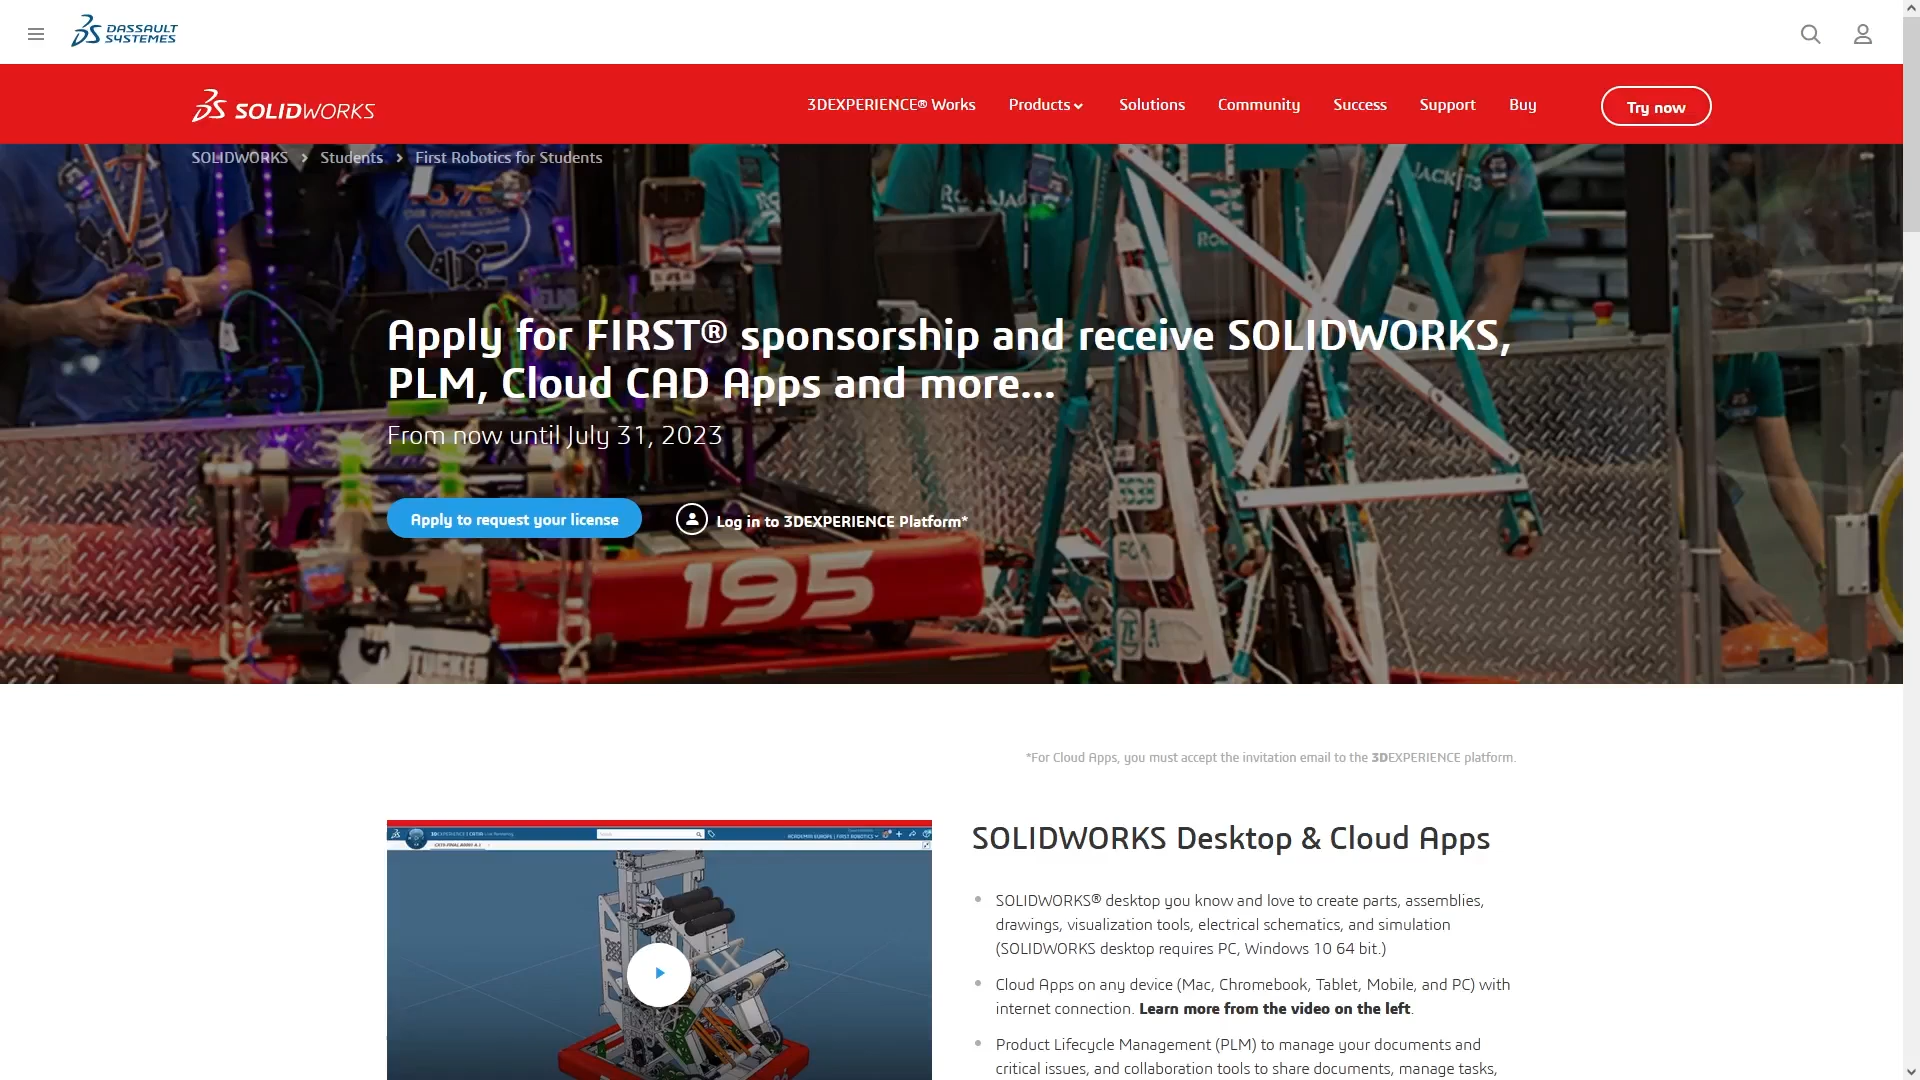 DASSAULT
SYSTEMES
SOLIDWORKS
3DEXPERIENCE® Works
Products
Solutions
Community
Success
Support
Buy
Try now
SOLIDWORKS
Students
First Robotics for Students
JACKETS
Apply for FIRST® sponsorship and receive SOLIDWORKS,
PLM, Cloud CAD Apps and more...
From now until July 31, 2023
Apply to request your license
Log in to 3DEXPERIENCE Platform*
195
TUCKER
*For Cloud Apps, you must accept the invitation email to the 3DEXPERIENCE platform.
SOLIDWORKS Desktop & Cloud Apps
SOLIDWORKS® desktop you know and love to create parts, assemblies,
drawings, visualization tools, electrical schematics, and simulation
(SOLIDWORKS desktop requires PC, Windows 10 64 bit.)
Cloud Apps on any device (Mac, Chromebook, Tablet, Mobile, and PC) with
internet connection. Learn more from the video on the left.
Product Lifecycle Management (PLM) to manage your documents and
critical issues, and collaboration tools to share documents, manage tasks,